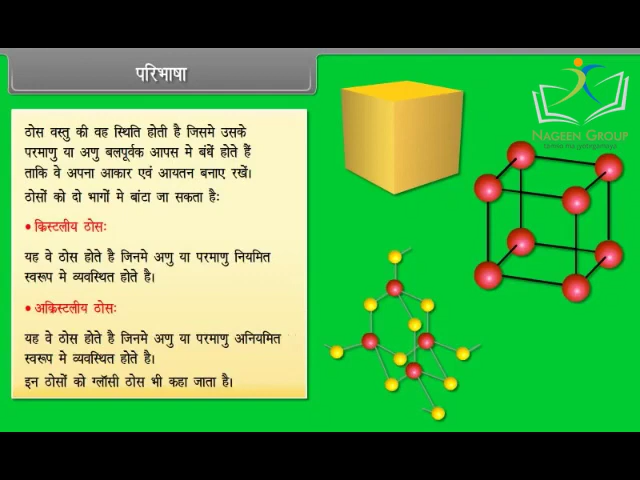 परिभाषा
ठोस वस्तु की वह स्थिति होती है जिसमे उसके
परमाणु या अणु बलपूर्वक आपस मे बंधें होते हैं
ताकि वे अपना आकार एवं आयतन बनाए रखें।
ठोसों को दो भागों मे बांटा जा सकता हैः
• क्रिस्टलीय ठोसः
यह वे ठोस होते है जिनमे अणु या परमाणु नियमित
स्वरूप मे व्यवस्थित होते है।
• अक्रिस्टलीय ठोसः
यह वे ठोस होते है जिनमे अणु या परमाणु अनियमित
स्वरूप मे व्यवस्थित होते है।
इन ठोसों को ग्लॉसी ठोस भी कहा जाता है।
NAGEEN GROUP